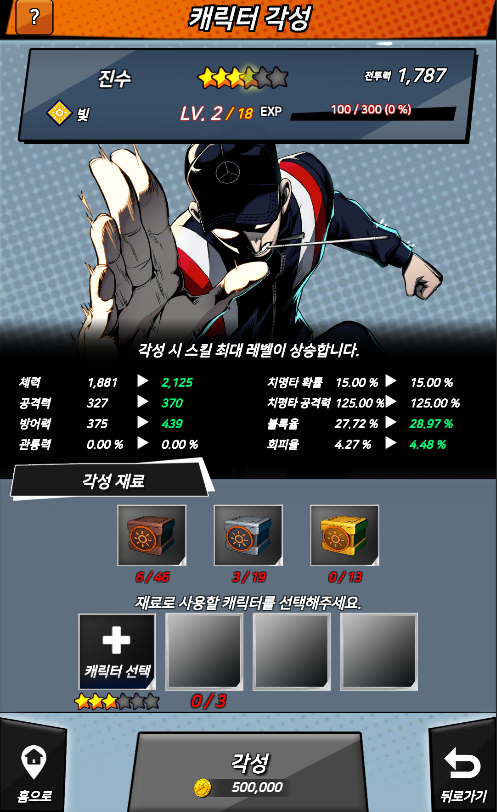 ?
캐릭터 각성
진수
전투력 1,787
빛
LV. 2 / 18 EXP 100 / 300 (0 %)
각성 시 스킬 최대 레벨이 상승합니다.
체력 1,881 2,125 치명타 확률 15.00 % 15.00 %
공격력 327 370 치명타 공격력 125.00 % 125.00 %
방어력 375 439 블록율 27.72 % 28.97 %
관통력 0.00 % 0.00 % 회피율 4.27 % 4.48 %
각성 재료
6 / 46 3 / 19 0 / 13
재료로 사용할 캐릭터를 선택해주세요.
캐릭터 선택
0 / 3
각성
500,000
홈으로
뒤로가기